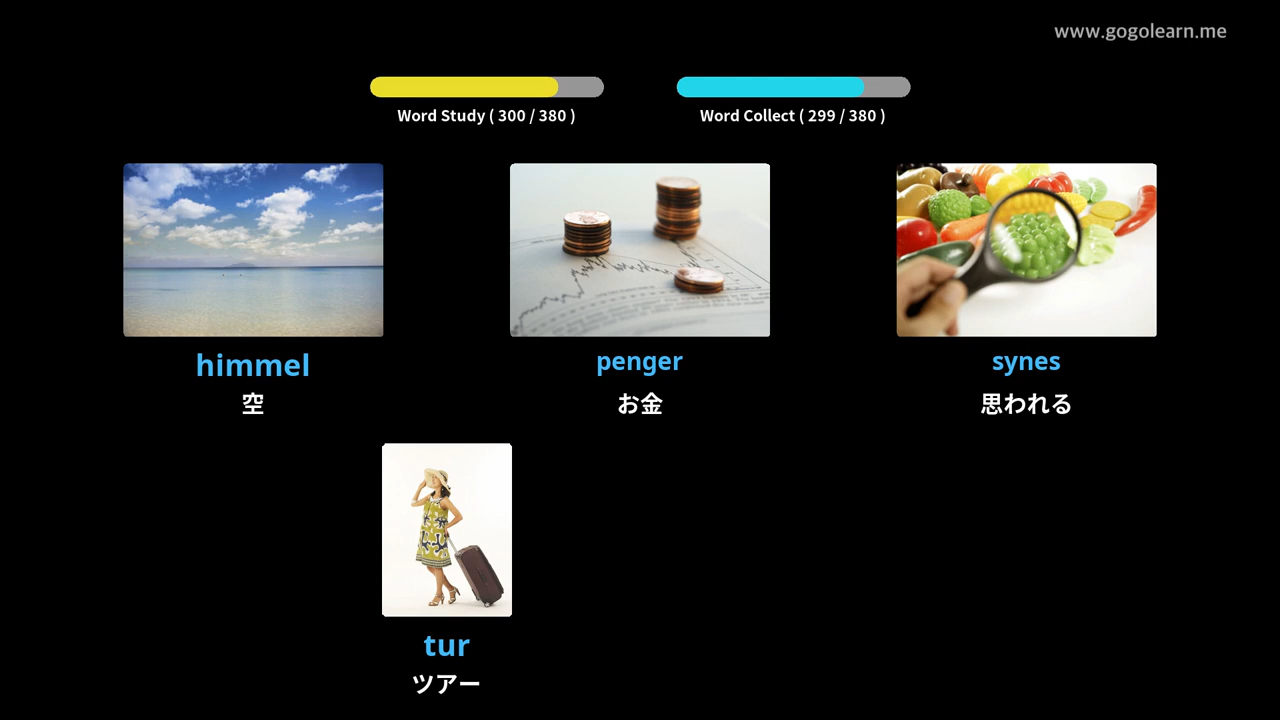 www.gogolearn.me
Word Study ( 300 / 380 )
Word Collect ( 299 / 380 )
himmel
空
penger
お金
synes
思われる
tur
ツアー